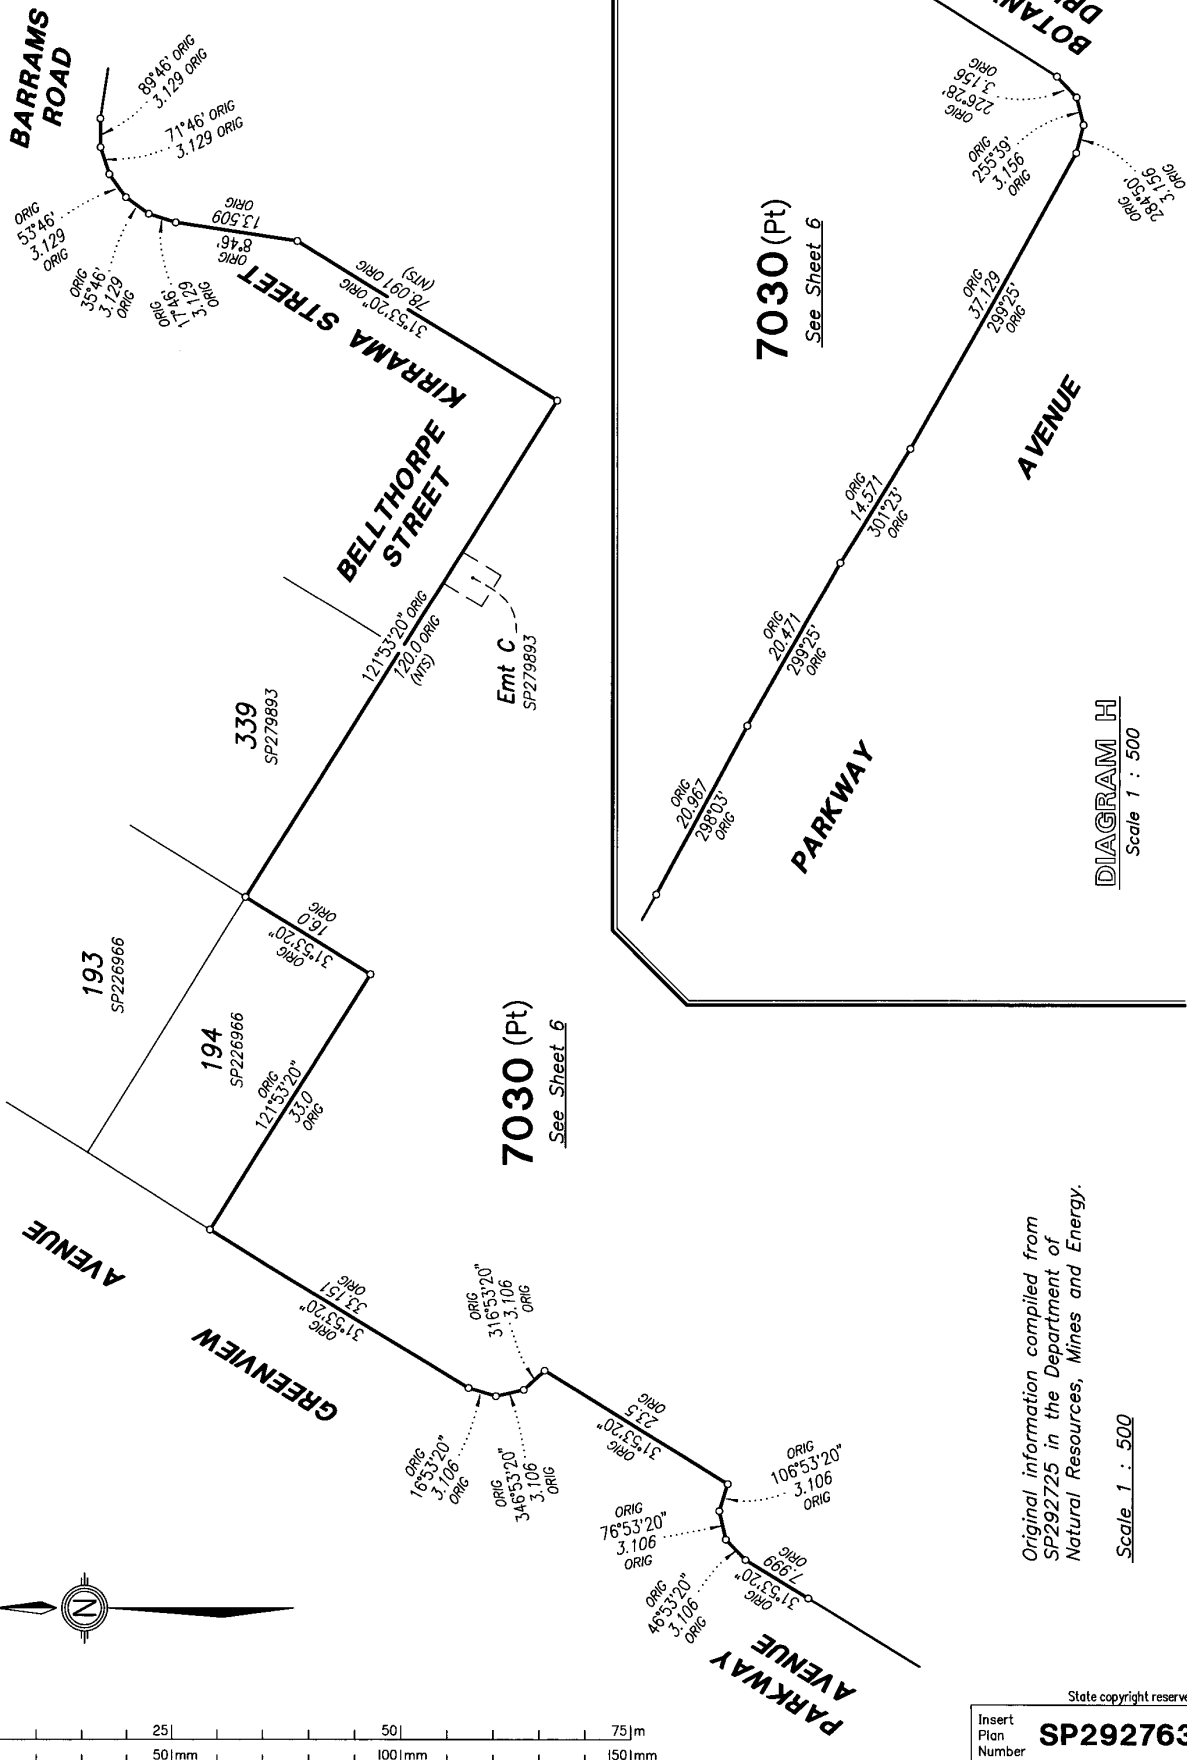 BARRAMS
ROAD
89°46' ORIG
3.129 ORIG
71°46' ORIG
3.129 ORIG
ORIG
53°46'
3.129
ORIG
ORIG
35°46'
3.129
ORIG
ORIG
17°46'
3.129
ORIG
ORIG
8°46'
13.509
ORIG
KIRRAMA STREET
31°53'20" ORIG
78.091 ORIG
(NTS)
BELLTHORPE
STREET
121°53'20" ORIG
120.0 ORIG
(NTS)
Emt C
SP279893
339
SP279893
193
SP226966
194
SP226966
ORIG
31°53'20"
16.0
ORIG
ORIG
121°53'20"
33.0
ORIG
7030 (Pt)
See Sheet 6
AVENUE
GREENVIEW
ORIG
31°53'20"
33.151
ORIG
ORIG
316°53'20"
3.106
ORIG
ORIG
16°53'20"
3.106
ORIG
ORIG
346°53'20"
3.106
ORIG
ORIG
31°53'20"
23.5
ORIG
ORIG
106°53'20"
3.106
ORIG
ORIG
76°53'20"
3.106
ORIG
ORIG
46°53'20"
3.106
ORIG
ORIG
31°53'20"
7.999
ORIG
PARKWAY
AVENUE
N
BOTANI
DR
ORIG
226°28'
3.156
ORIG
ORIG
255°39'
3.156
ORIG
ORIG
284°50'
3.156
ORIG
7030 (Pt)
See Sheet 6
ORIG
37.129
299°25'
ORIG
ORIG
14.571
301°23'
ORIG
ORIG
20.471
299°25'
ORIG
ORIG
20.967
298°03'
ORIG
PARKWAY
AVENUE
DIAGRAM H
Scale 1 : 500
Original information compiled from
SP292725 in the Department of
Natural Resources, Mines and Energy.
Scale 1 : 500
25 50 75 m
50 mm 100 mm 150 mm
State copyright reserve
Insert
Plan
Number
SP292763